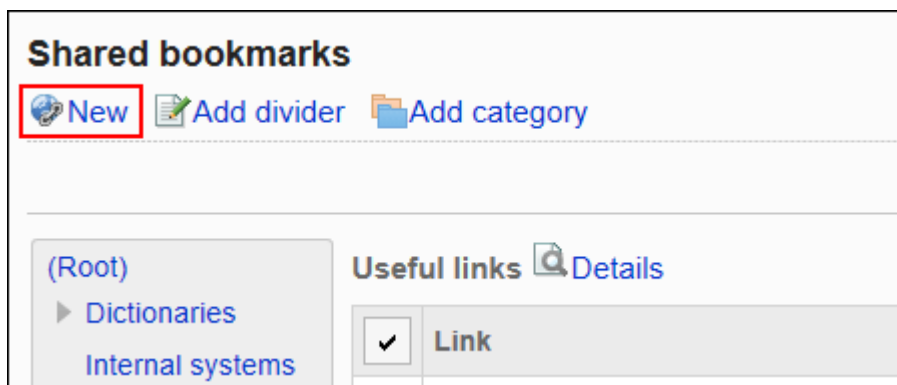 Shared bookmarks
New Add divider Add category
(Root)
Dictionaries
Internal systems
Useful links Details
Link